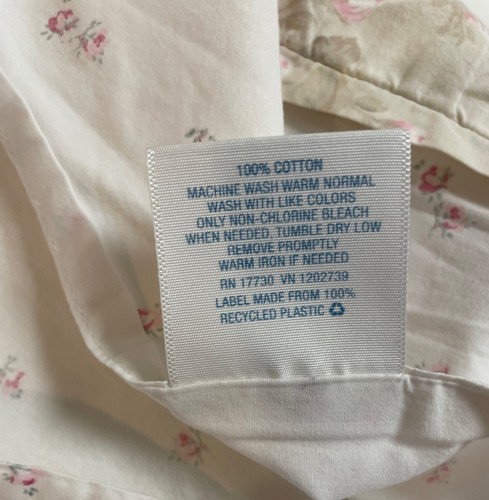 100% COTTON
MACHINE WASH WARM NORMAL
WASH WITH LIKE COLORS
ONLY NON-CHLORINE BLEACH
WHEN NEEDED, TUMBLE DRY LOW
REMOVE PROMPTLY
WARM IRON IF NEEDED
RN 17730 VN 1202739
LABEL MADE FROM 100%
RECYCLED PLASTIC